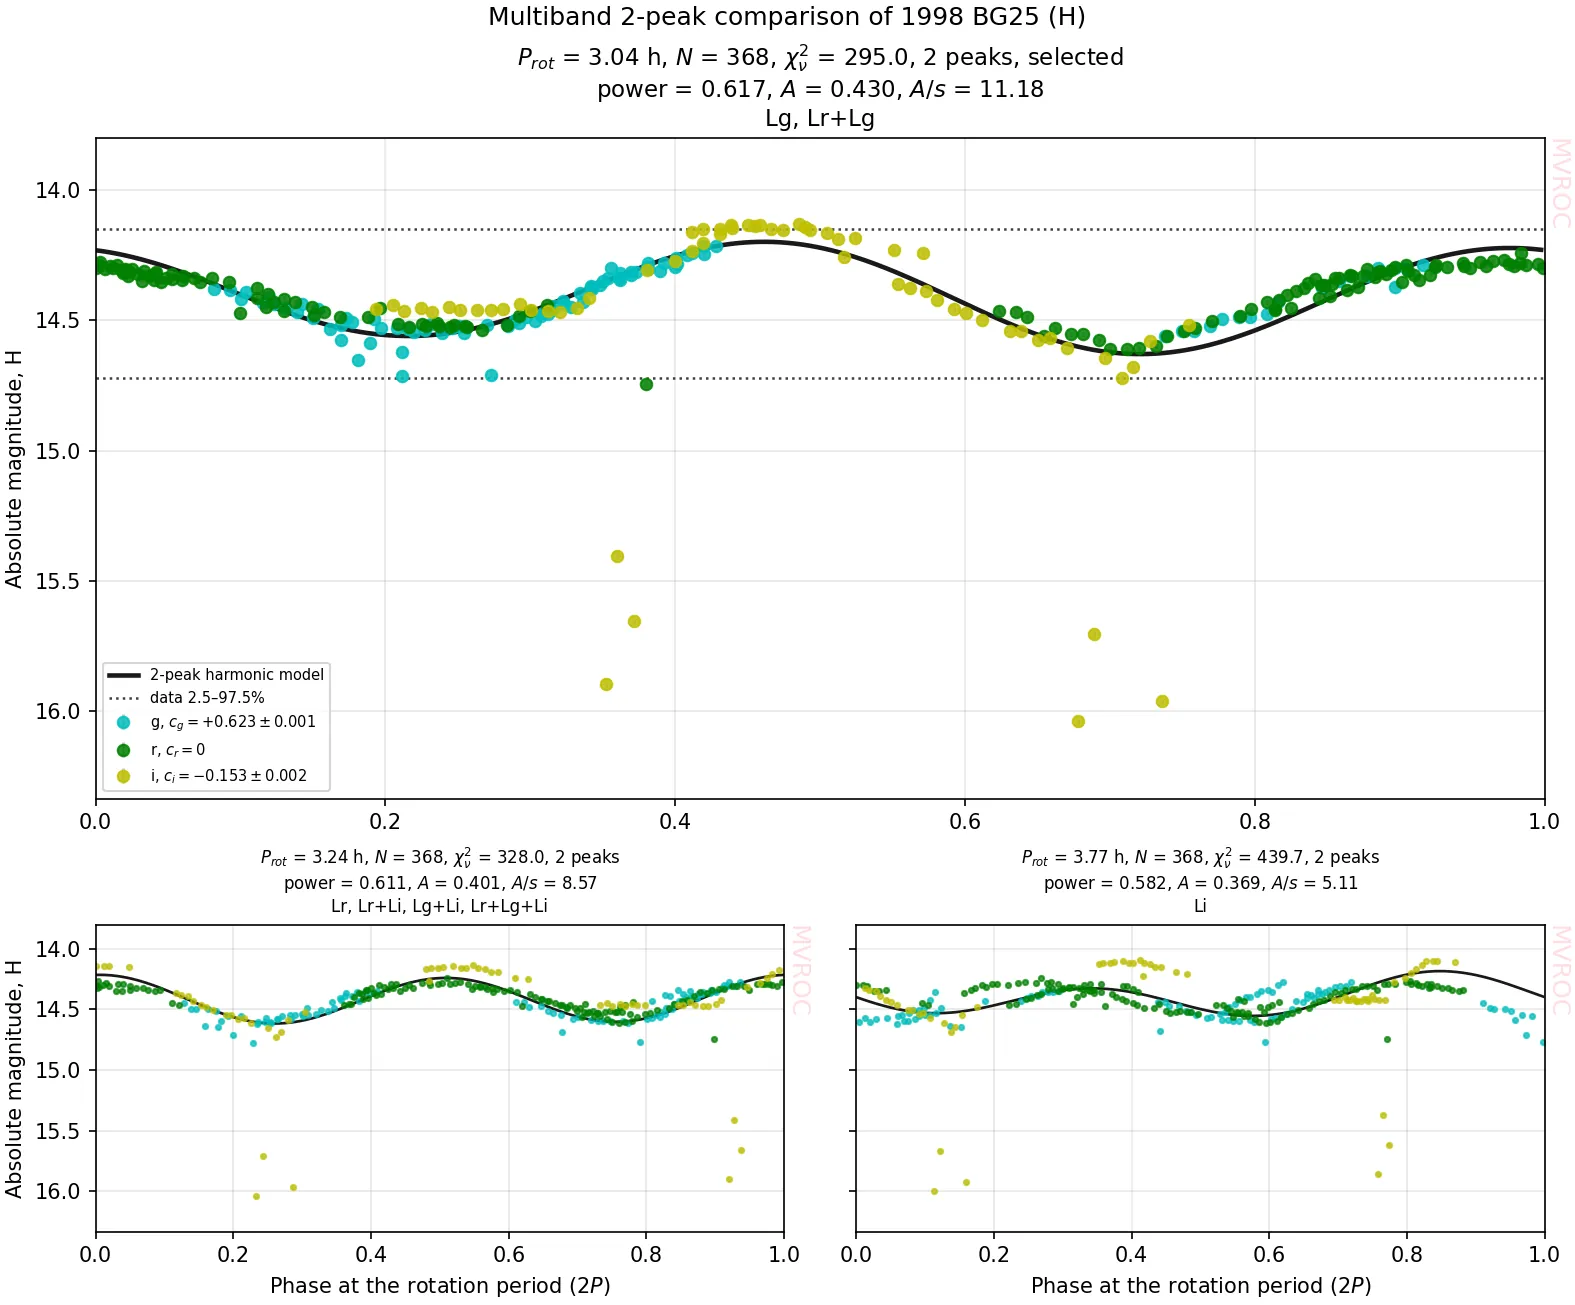 Multiband 2-peak comparison of 1998 BG25 (H)
P_rot = 3.04 h, N = 368, χ²_ν = 295.0, 2 peaks, selected
power = 0.617, A = 0.430, A/s = 11.18
Lg, Lr+Lg
MVROC
14.0
14.5
15.0
15.5
16.0
Absolute magnitude, H
2-peak harmonic model
data 2.5–97.5%
g, c_g = +0.623 ± 0.001
r, c_r = 0
i, c_i = −0.153 ± 0.002
0.0 0.2 0.4 0.6 0.8 1.0
P_rot = 3.24 h, N = 368, χ²_ν = 328.0, 2 peaks
power = 0.611, A = 0.401, A/s = 8.57
Lr, Lr+Li, Lg+Li, Lr+Lg+Li
MVROC
14.0
14.5
15.0
15.5
16.0
Absolute magnitude, H
0.0 0.2 0.4 0.6 0.8 1.0
Phase at the rotation period (2P)
P_rot = 3.77 h, N = 368, χ²_ν = 439.7, 2 peaks
power = 0.582, A = 0.369, A/s = 5.11
Li
MVROC
0.0 0.2 0.4 0.6 0.8 1.0
Phase at the rotation period (2P)